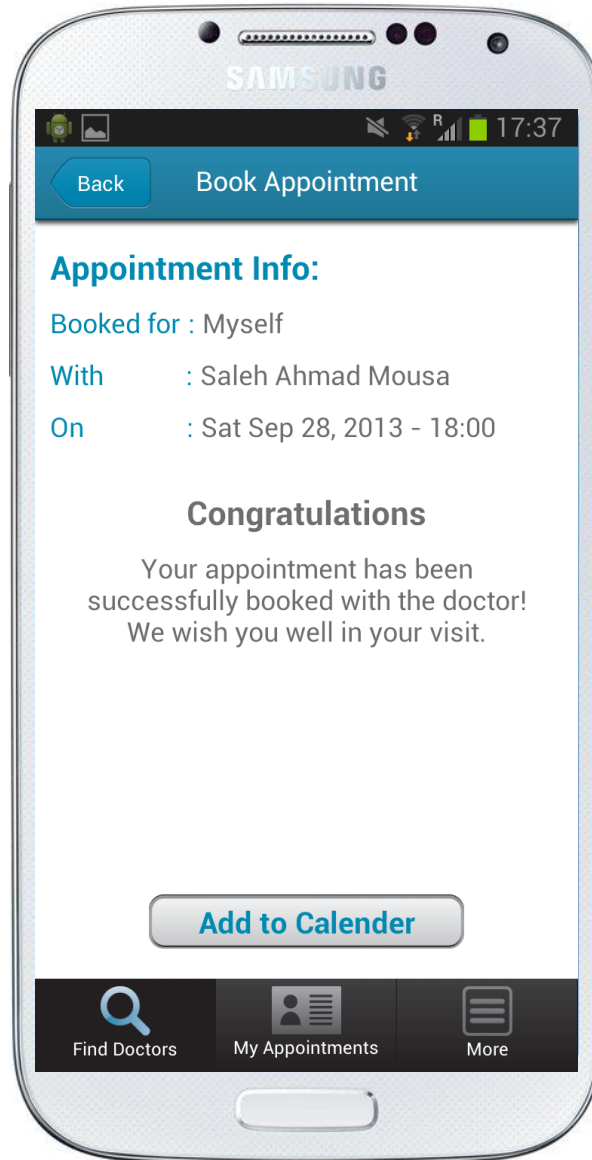 SAMSUNG
R 17:37
Back
Book Appointment
Appointment Info:
Booked for : Myself
With : Saleh Ahmad Mousa
On : Sat Sep 28, 2013 - 18:00
Congratulations
Your appointment has been
successfully booked with the doctor!
We wish you well in your visit.
Add to Calender
Find Doctors
My Appointments
More